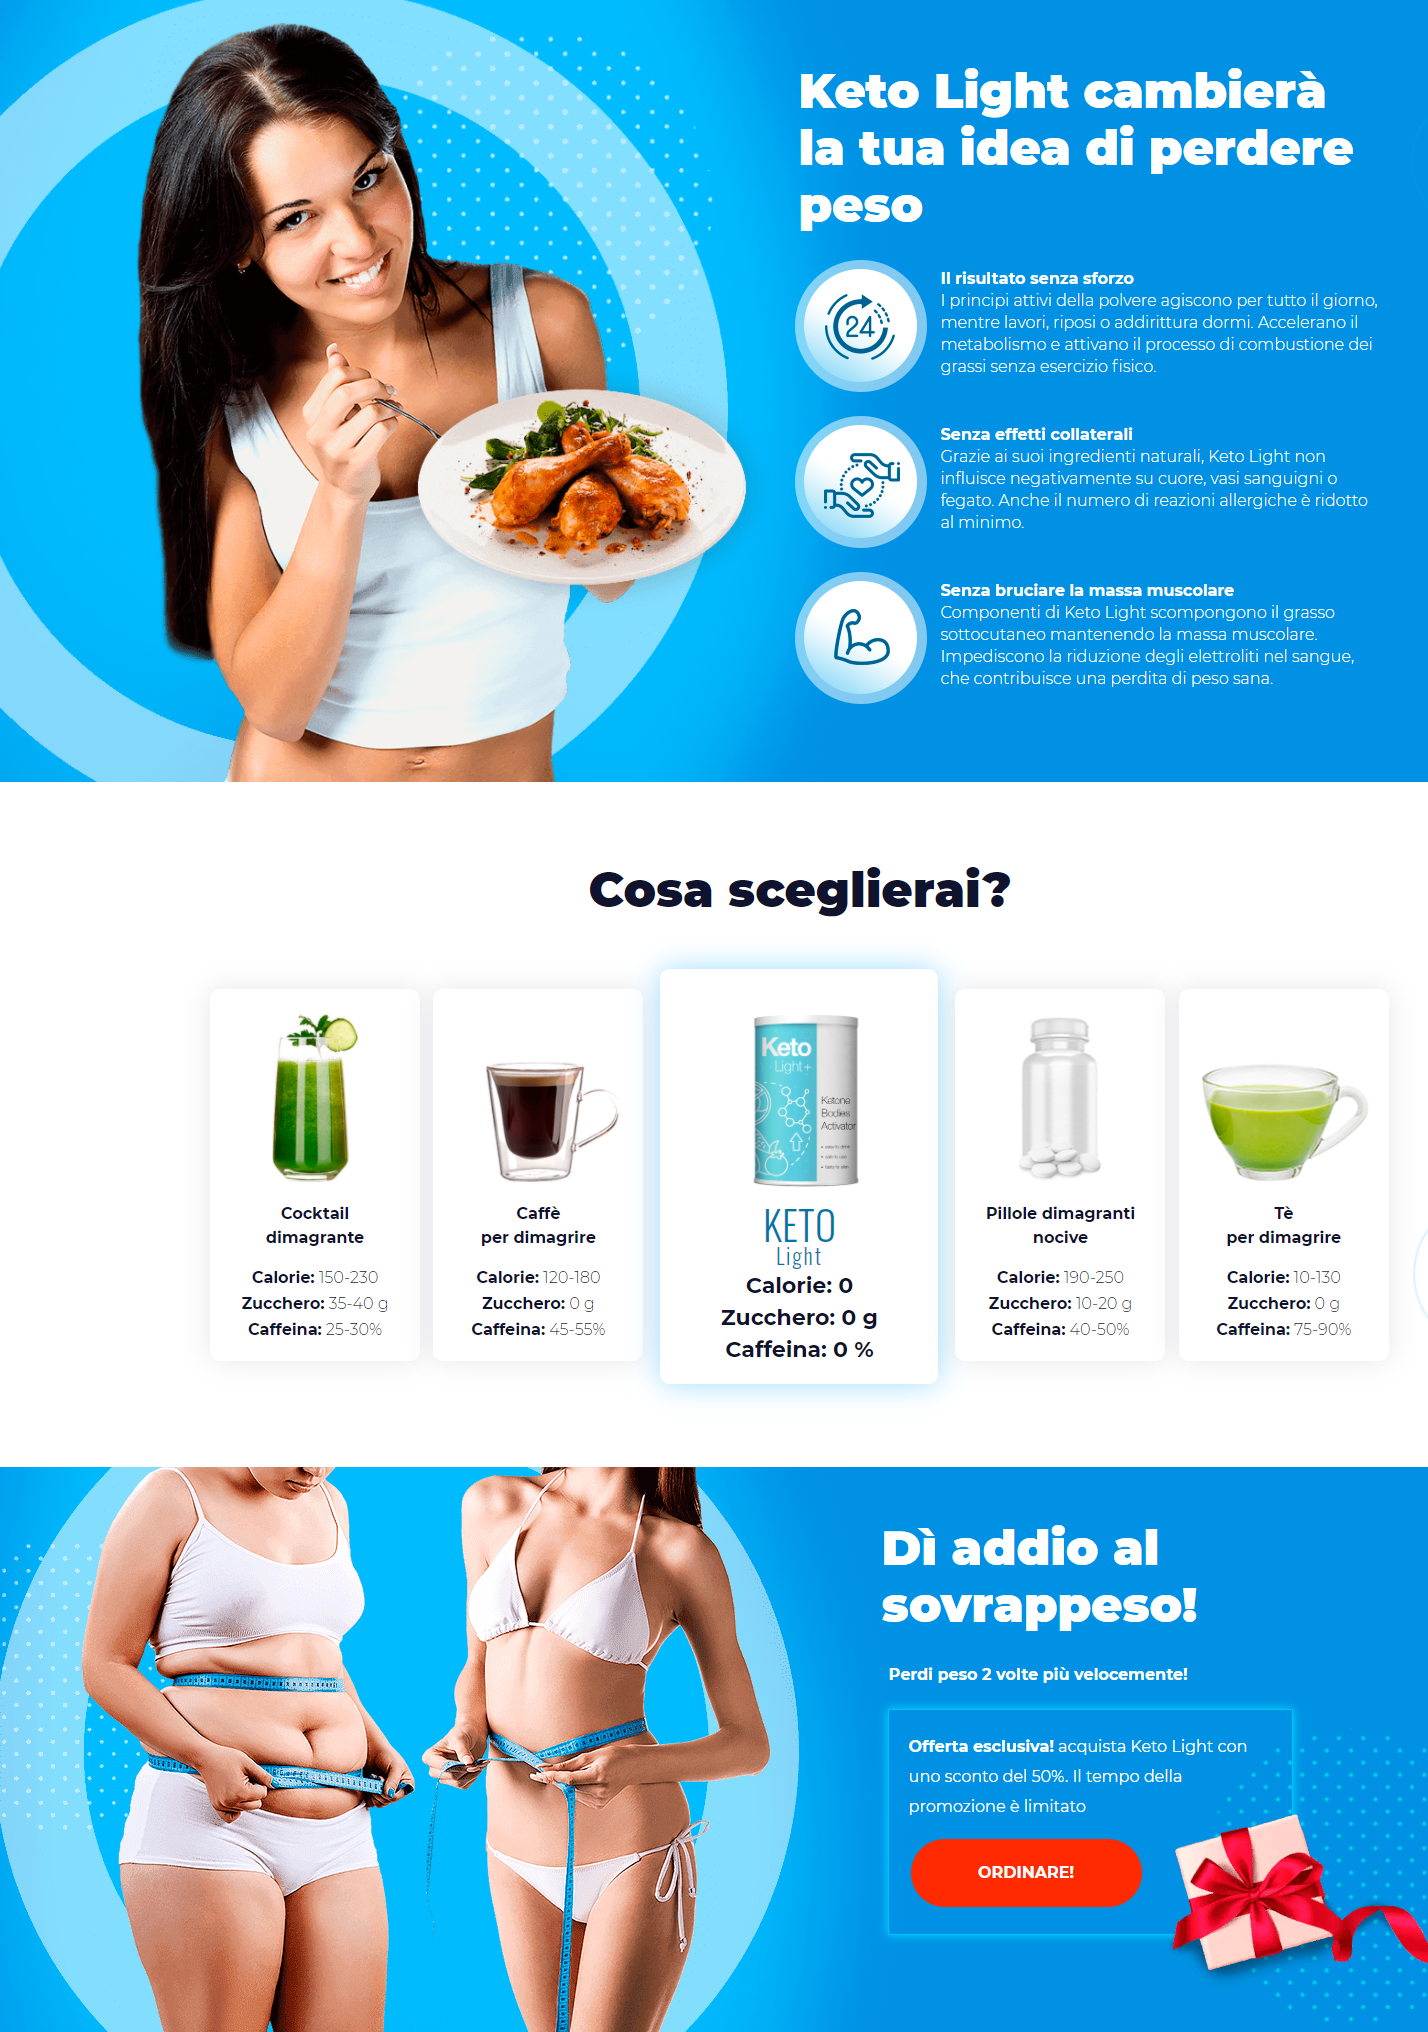 Keto Light cambierà
la tua idea di perdere
peso
24
Il risultato senza sforzo
I principi attivi della polvere agiscono per tutto il giorno,
mentre lavori, riposi o addirittura dormi. Accelerano il
metabolismo e attivano il processo di combustione dei
grassi senza esercizio fisico.
Senza effetti collaterali
Grazie ai suoi ingredienti naturali, Keto Light non
influisce negativamente su cuore, vasi sanguigni o
fegato. Anche il numero di reazioni allergiche è ridotto
al minimo.
Senza bruciare la massa muscolare
Componenti di Keto Light scompongono il grasso
sottocutaneo mantenendo la massa muscolare.
Impediscono la riduzione degli elettroliti nel sangue,
che contribuisce una perdita di peso sana.
Cosa sceglierai?
Cocktail
dimagrante
Calorie: 150-230
Zucchero: 35-40 g
Caffeina: 25-30%
Caffè
per dimagrire
Calorie: 120-180
Zucchero: 0 g
Caffeina: 45-55%
Keto
Light+
Ketone
Bodies
Activator
KETO
Light
Calorie: 0
Zucchero: 0 g
Caffeina: 0 %
Pillole dimagranti
nocive
Calorie: 190-250
Zucchero: 10-20 g
Caffeina: 40-50%
Tè
per dimagrire
Calorie: 10-130
Zucchero: 0 g
Caffeina: 75-90%
Dì addio al
sovrappeso!
Perdi peso 2 volte più velocemente!
Offerta esclusiva! acquista Keto Light con
uno sconto del 50%. Il tempo della
promozione è limitato
ORDINARE!